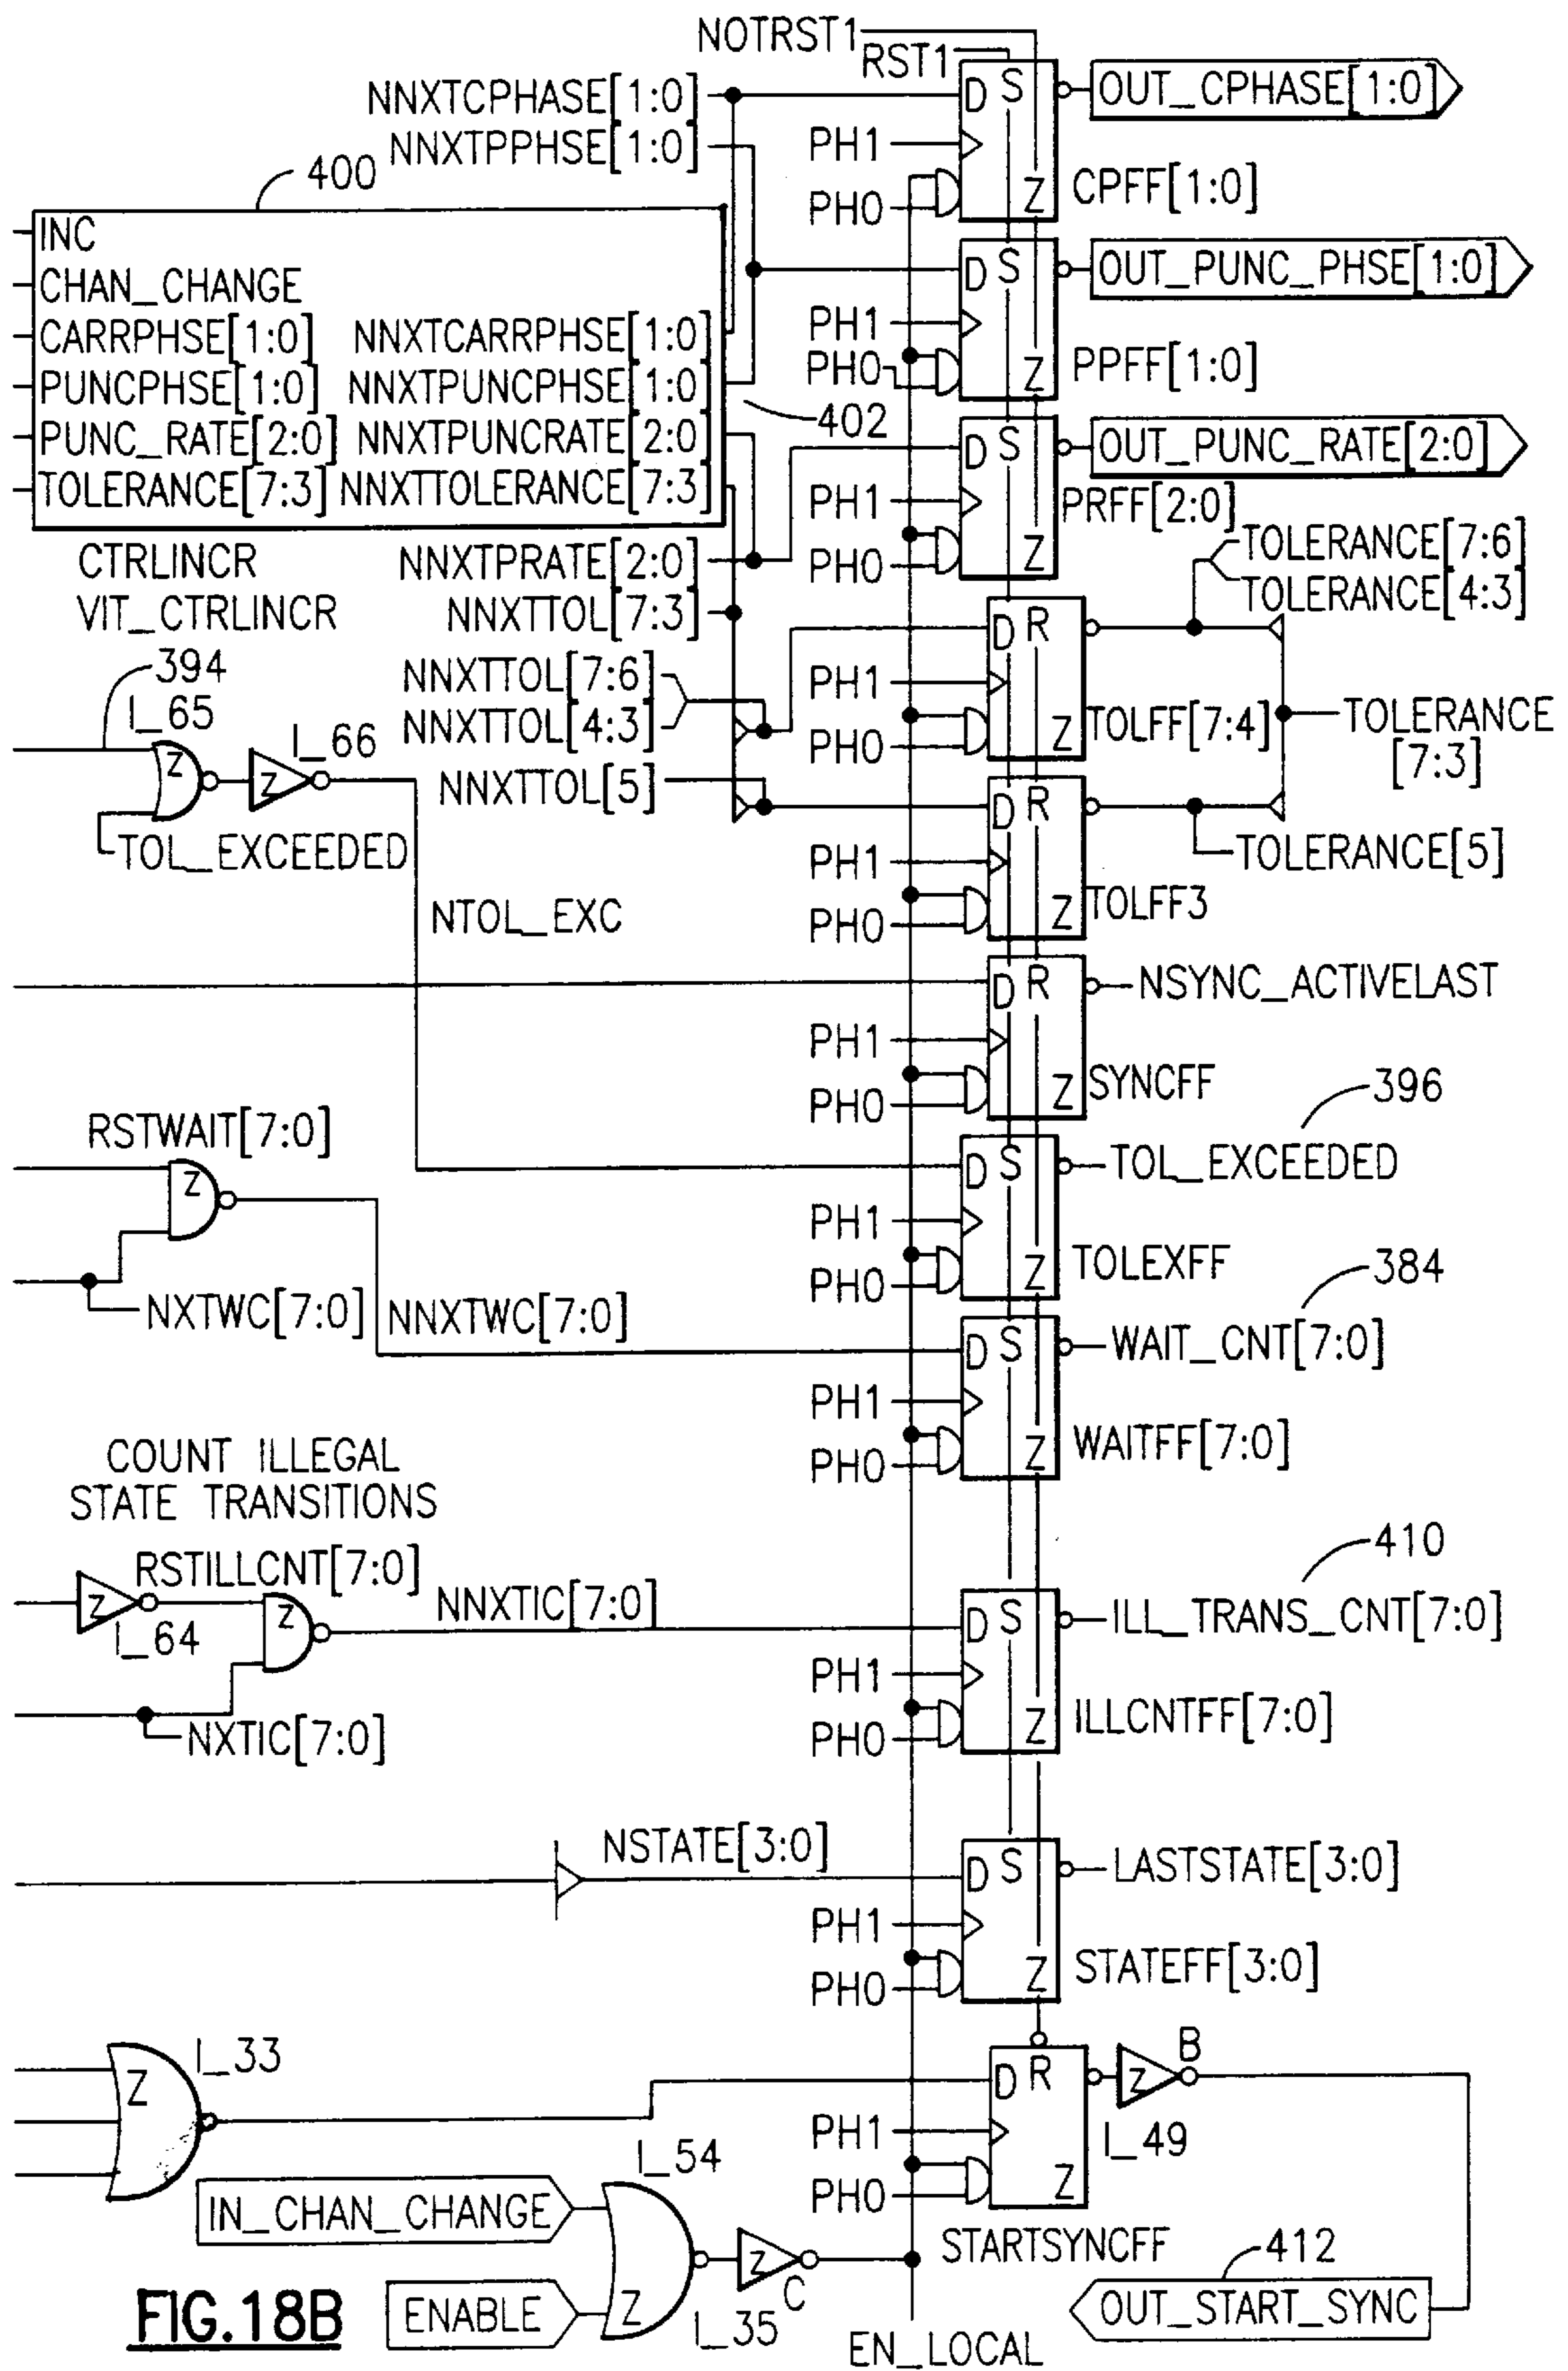 NOTRST1
RST1
NNXTCPHASE[1:0]
D S
OUT_CPHASE[1:0]
NNXTPPHSE[1:0]
PH1
400
PH0
Z
CPFF[1:0]
INC
CHAN_CHANGE
CARRPHSE[1:0] NNXTCARRPHSE[1:0]
PUNCPHSE[1:0] NNXTPUNCPHSE[1:0]
PUNC_RATE[2:0] NNXTPUNCRATE[2:0]
TOLERANCE[7:3] NNXTTOLERANCE[7:3]
402
D S
OUT_PUNC_PHSE[1:0]
PH1
PH0
Z
PPFF[1:0]
D S
OUT_PUNC_RATE[2:0]
PH1
PRFF[2:0]
PH0
Z
CTRLINCR
VIT_CTRLINCR
NNXTPRATE[2:0]
NNXTTOL[7:3]
TOLERANCE[7:6]
TOLERANCE[4:3]
394
I_65
Z
I_66
Z
NNXTTOL[7:6]
NNXTTOL[4:3]
D R
PH1
PH0
Z
TOLFF[7:4]
TOLERANCE
[7:3]
NNXTTOL[5]
D R
TOL_EXCEEDED
PH1
TOLERANCE[5]
NTOL_EXC
PH0
Z
TOLFF3
D R
NSYNC_ACTIVELAST
PH1
PH0
Z
SYNCFF
396
RSTWAIT[7:0]
Z
D S
TOL_EXCEEDED
PH1
PH0
Z
TOLEXFF
384
NXTWC[7:0]
NNXTWC[7:0]
D S
WAIT_CNT[7:0]
PH1
PH0
Z
WAITFF[7:0]
COUNT ILLEGAL
STATE TRANSITIONS
410
RSTILLCNT[7:0]
Z
I_64
Z
NNXTIC[7:0]
D S
ILL_TRANS_CNT[7:0]
PH1
PH0
Z
ILLCNTFF[7:0]
NXTIC[7:0]
NSTATE[3:0]
D S
LASTSTATE[3:0]
PH1
PH0
Z
STATEFF[3:0]
I_33
Z
D R
Z
B
I_49
PH1
PH0
Z
I_54
IN_CHAN_CHANGE
STARTSYNCFF
412
Z
Z
C
I_35
ENABLE
OUT_START_SYNC
EN_LOCAL
FIG.18B